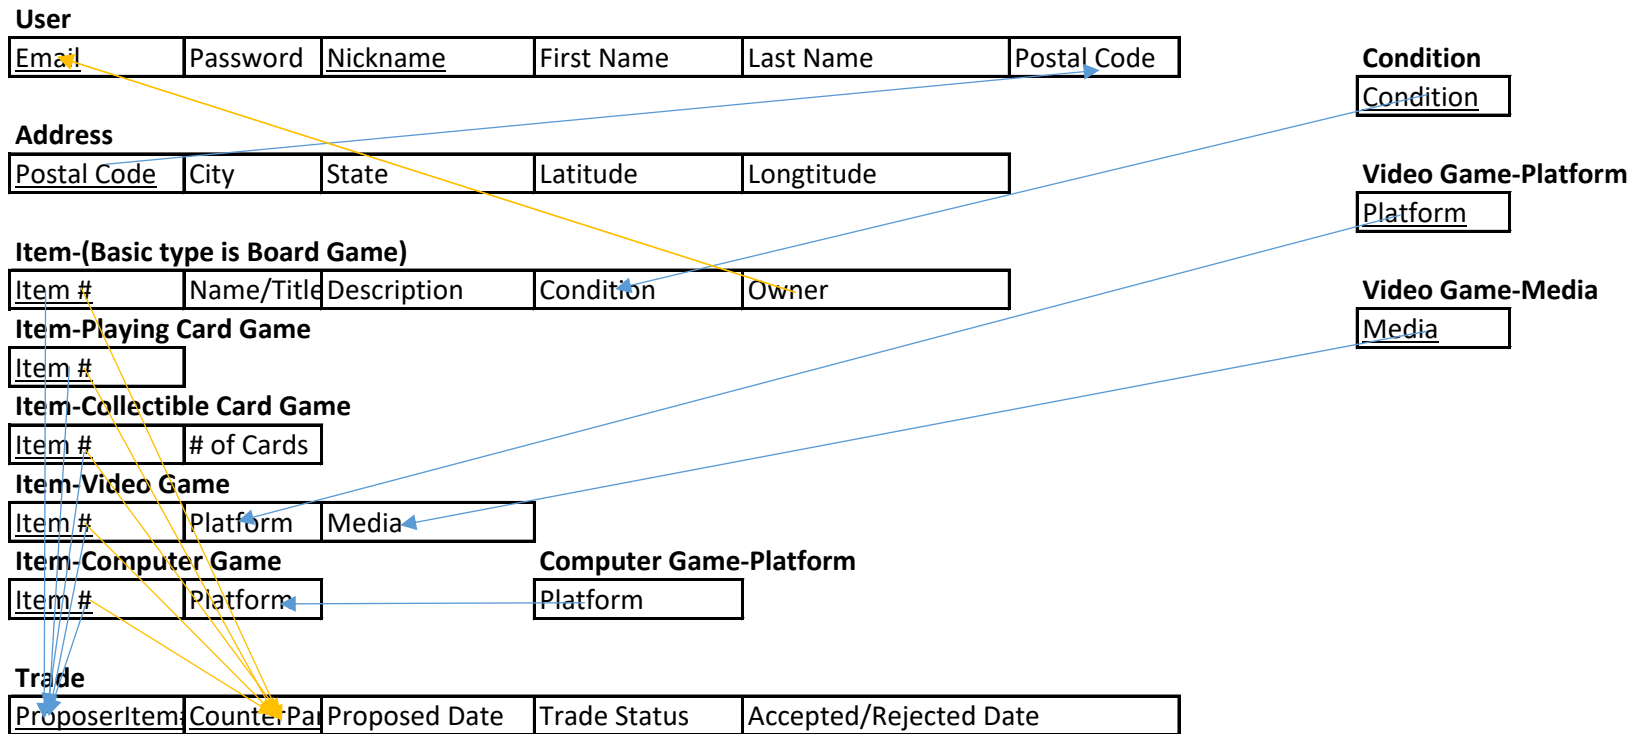 User
Email Password Nickname First Name Last Name Postal Code
Condition
Condition
Address
Postal Code City State Latitude Longtitude
Video Game-Platform
Platform
Item-(Basic type is Board Game)
Item # Name/Title Description Condition Owner
Video Game-Media
Media
Item-Playing Card Game
Item #
Item-Collectible Card Game
Item # # of Cards
Item-Video Game
Item # Platform Media
Item-Computer Game Computer Game-Platform
Item # Platform Platform
Trade
ProposerItem# CounterPar Proposed Date Trade Status Accepted/Rejected Date